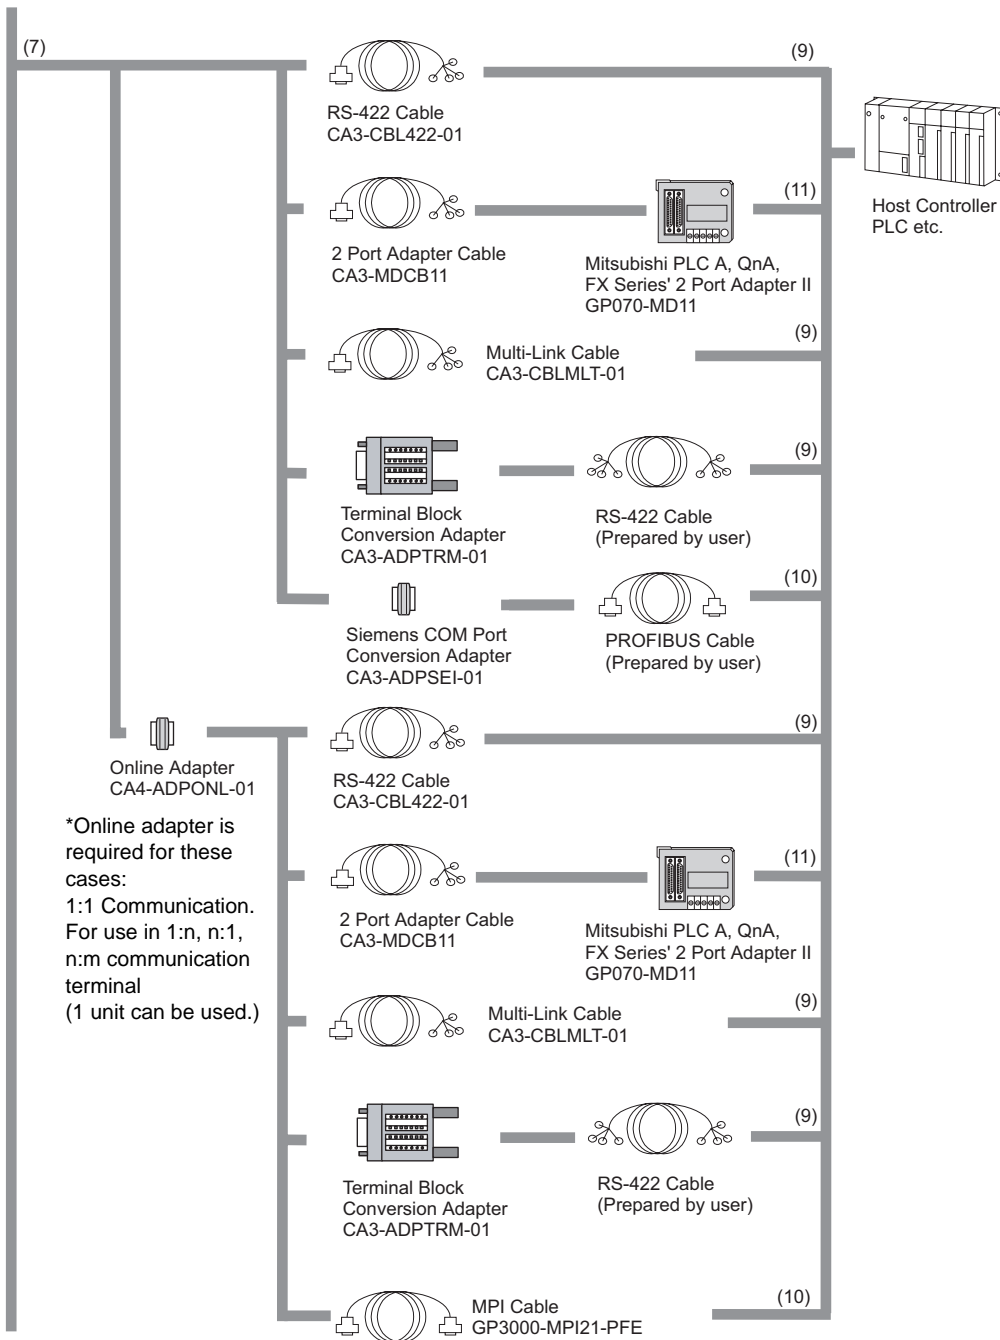 (7)
(9)
RS-422 Cable
CA3-CBL422-01
Host Controller
PLC etc.
(11)
2 Port Adapter Cable
CA3-MDCB11
Mitsubishi PLC A, QnA,
FX Series' 2 Port Adapter II
GP070-MD11
(9)
Multi-Link Cable
CA3-CBLMLT-01
(9)
Terminal Block
Conversion Adapter
CA3-ADPTRM-01
RS-422 Cable
(Prepared by user)
(10)
Siemens COM Port
Conversion Adapter
CA3-ADPSEI-01
PROFIBUS Cable
(Prepared by user)
(9)
Online Adapter
CA4-ADPONL-01
RS-422 Cable
CA3-CBL422-01
*Online adapter is
required for these
cases:
1:1 Communication.
For use in 1:n, n:1,
n:m communication
terminal
(1 unit can be used.)
(11)
2 Port Adapter Cable
CA3-MDCB11
Mitsubishi PLC A, QnA,
FX Series' 2 Port Adapter II
GP070-MD11
(9)
Multi-Link Cable
CA3-CBLMLT-01
(9)
Terminal Block
Conversion Adapter
CA3-ADPTRM-01
RS-422 Cable
(Prepared by user)
(10)
MPI Cable
GP3000-MPI21-PFE